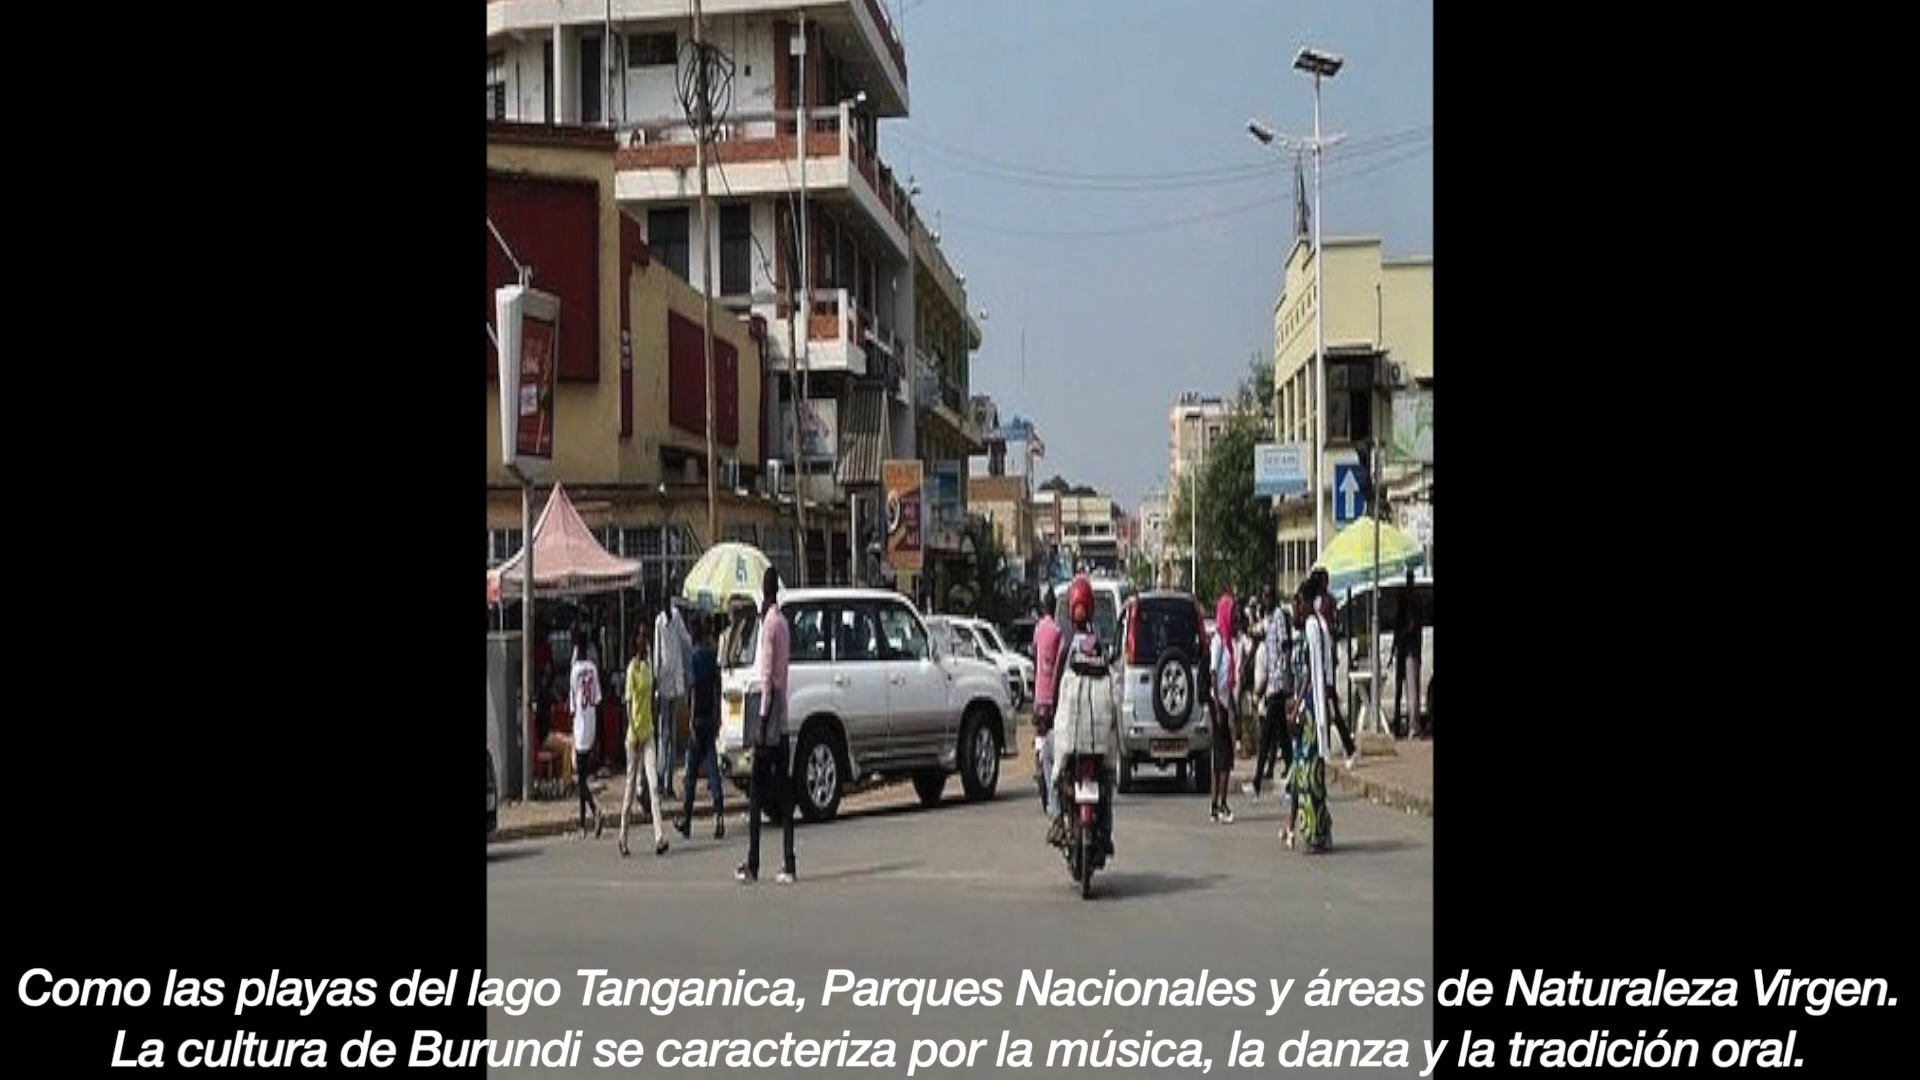 Como las playas del lago Tanganica, Parques Nacionales y áreas de Naturaleza Virgen.
La cultura de Burundi se caracteriza por la música, la danza y la tradición oral.